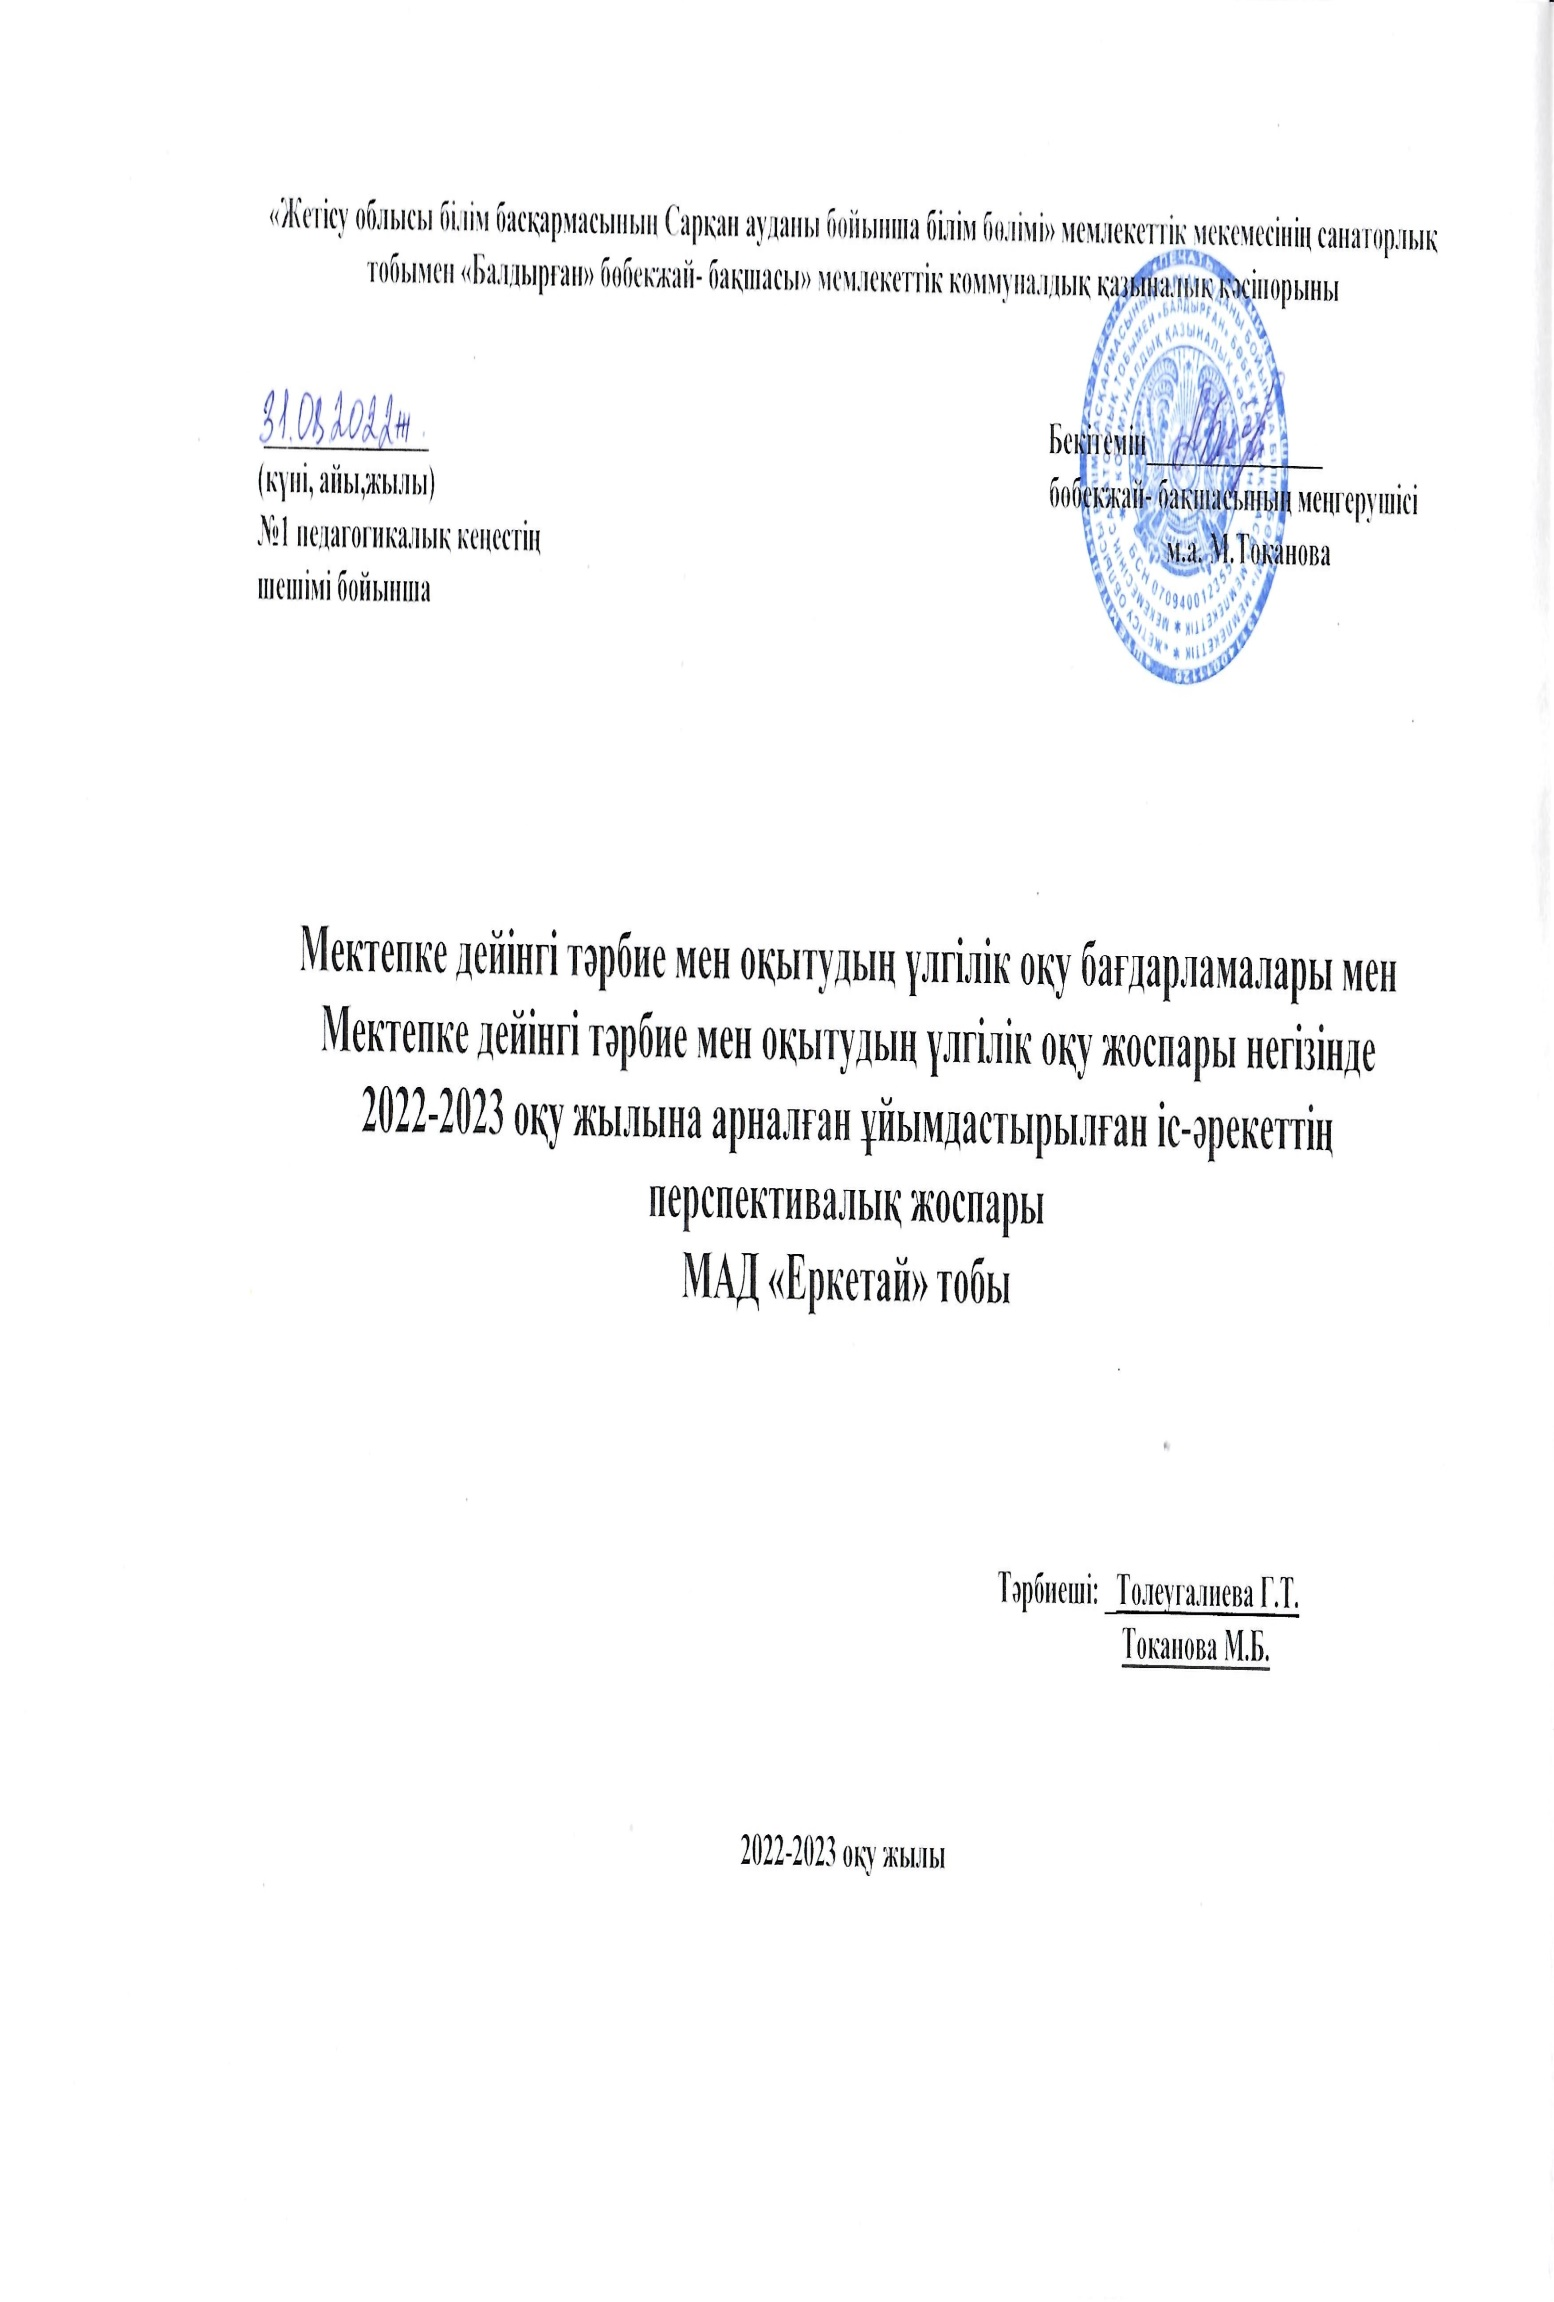 «Жетісу облысы білім басқармасының Сарқан ауданы бойынша білім бөлімі» мемлекеттік мекемесінің санаторлық
тобымен «Балдырған» бөбекжай- бақшасы» мемлекеттік коммуналдық қазыналық кәсіпорыны
31.08 2022ж.
(күні, айы,жылы)
№1 педагогикалық кеңестің
шешімі бойынша
Бекітемін
бөбекжай- бақшасының меңгерушісі
м.а. М.Токанова
Мектепке дейінгі тәрбие мен оқытудың үлгілік оқу бағдарламалары мен
Мектепке дейінгі тәрбие мен оқытудың үлгілік оқу жоспары негізінде
2022-2023 оқу жылына арналған ұйымдастырылған іс-әрекеттің
перспективалық жоспары
МАД «Еркетай» тобы
Тәрбиеші: Толеугалиева Г.Т.
Токанова М.Б.
2022-2023 оқу жылы